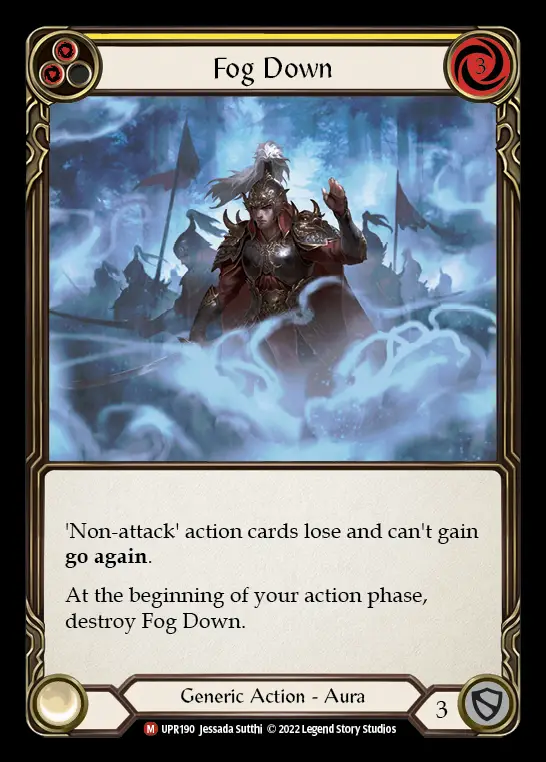 Fog Down
3
'Non-attack' action cards lose and can't gain
go again.
At the beginning of your action phase,
destroy Fog Down.
Generic Action - Aura
3
M UPR190 Jessada Sutthi © 2022 Legend Story Studios